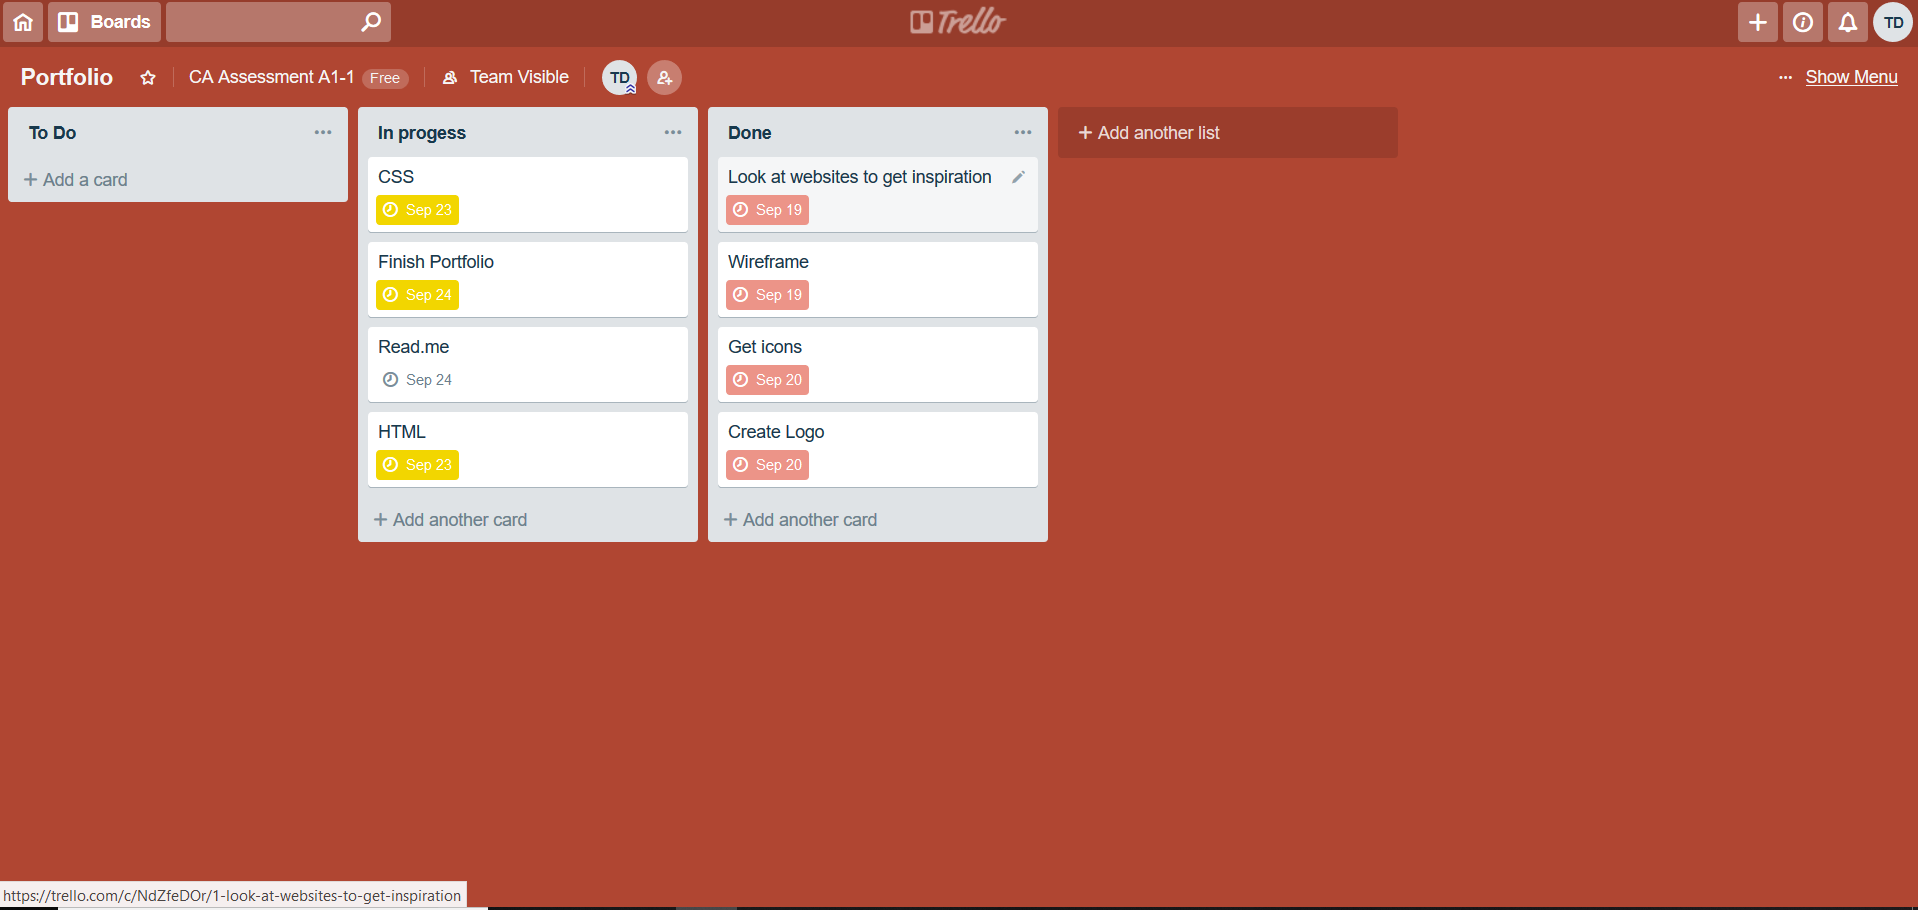 Boards
Trello
TD
Portfolio
CA Assessment A1-1 Free
Team Visible
TD
... Show Menu
To Do ...
+ Add a card
In progess ...
CSS
Sep 23
Finish Portfolio
Sep 24
Read.me
Sep 24
HTML
Sep 23
+ Add another card
Done ...
Look at websites to get inspiration
Sep 19
Wireframe
Sep 19
Get icons
Sep 20
Create Logo
Sep 20
+ Add another card
+ Add another list
https://trello.com/c/NdZfeDOr/1-look-at-websites-to-get-inspiration